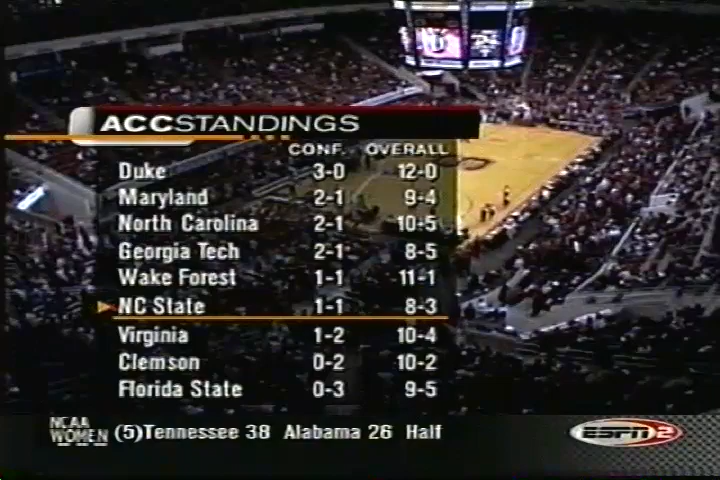 ACCSTANDINGS
CONF. OVERALL
Duke 3-0 12-0
Maryland 2-1 9-4
North Carolina 2-1 10-5
Georgia Tech 2-1 8-5
Wake Forest 1-1 11-1
NC State 1-1 8-3
Virginia 1-2 10-4
Clemson 0-2 10-2
Florida State 0-3 9-5
NCAA
WOMEN (5)Tennessee 38 Alabama 26 Half
ESPN2